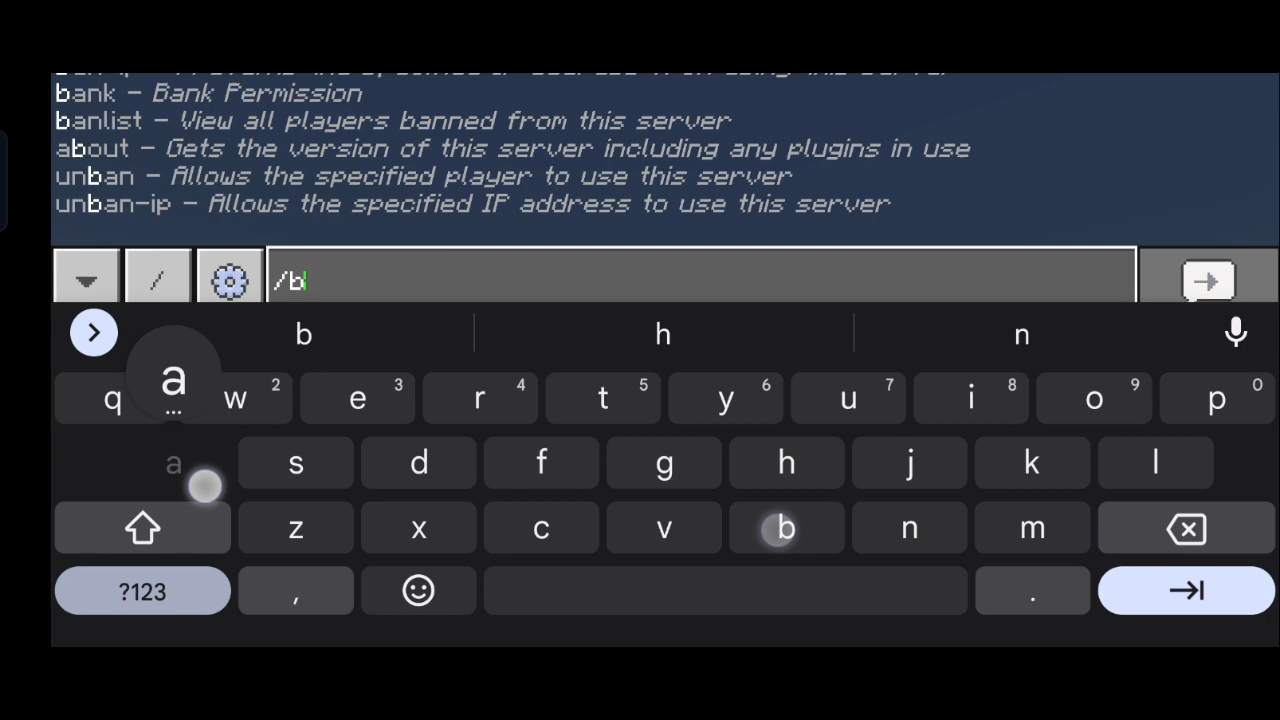 bank - Bank Permission
banlist - View all players banned from this server
about - Gets the version of this server including any plugins in use
unban - Allows the specified player to use this server
unban-ip - Allows the specified IP address to use this server
/
/b
b h n
a
...
q w 2 e 3 r 4 t 5 y 6 u 7 i 8 o 9 p 0
a s d f g h j k l
z x c v b n m
?123 , .